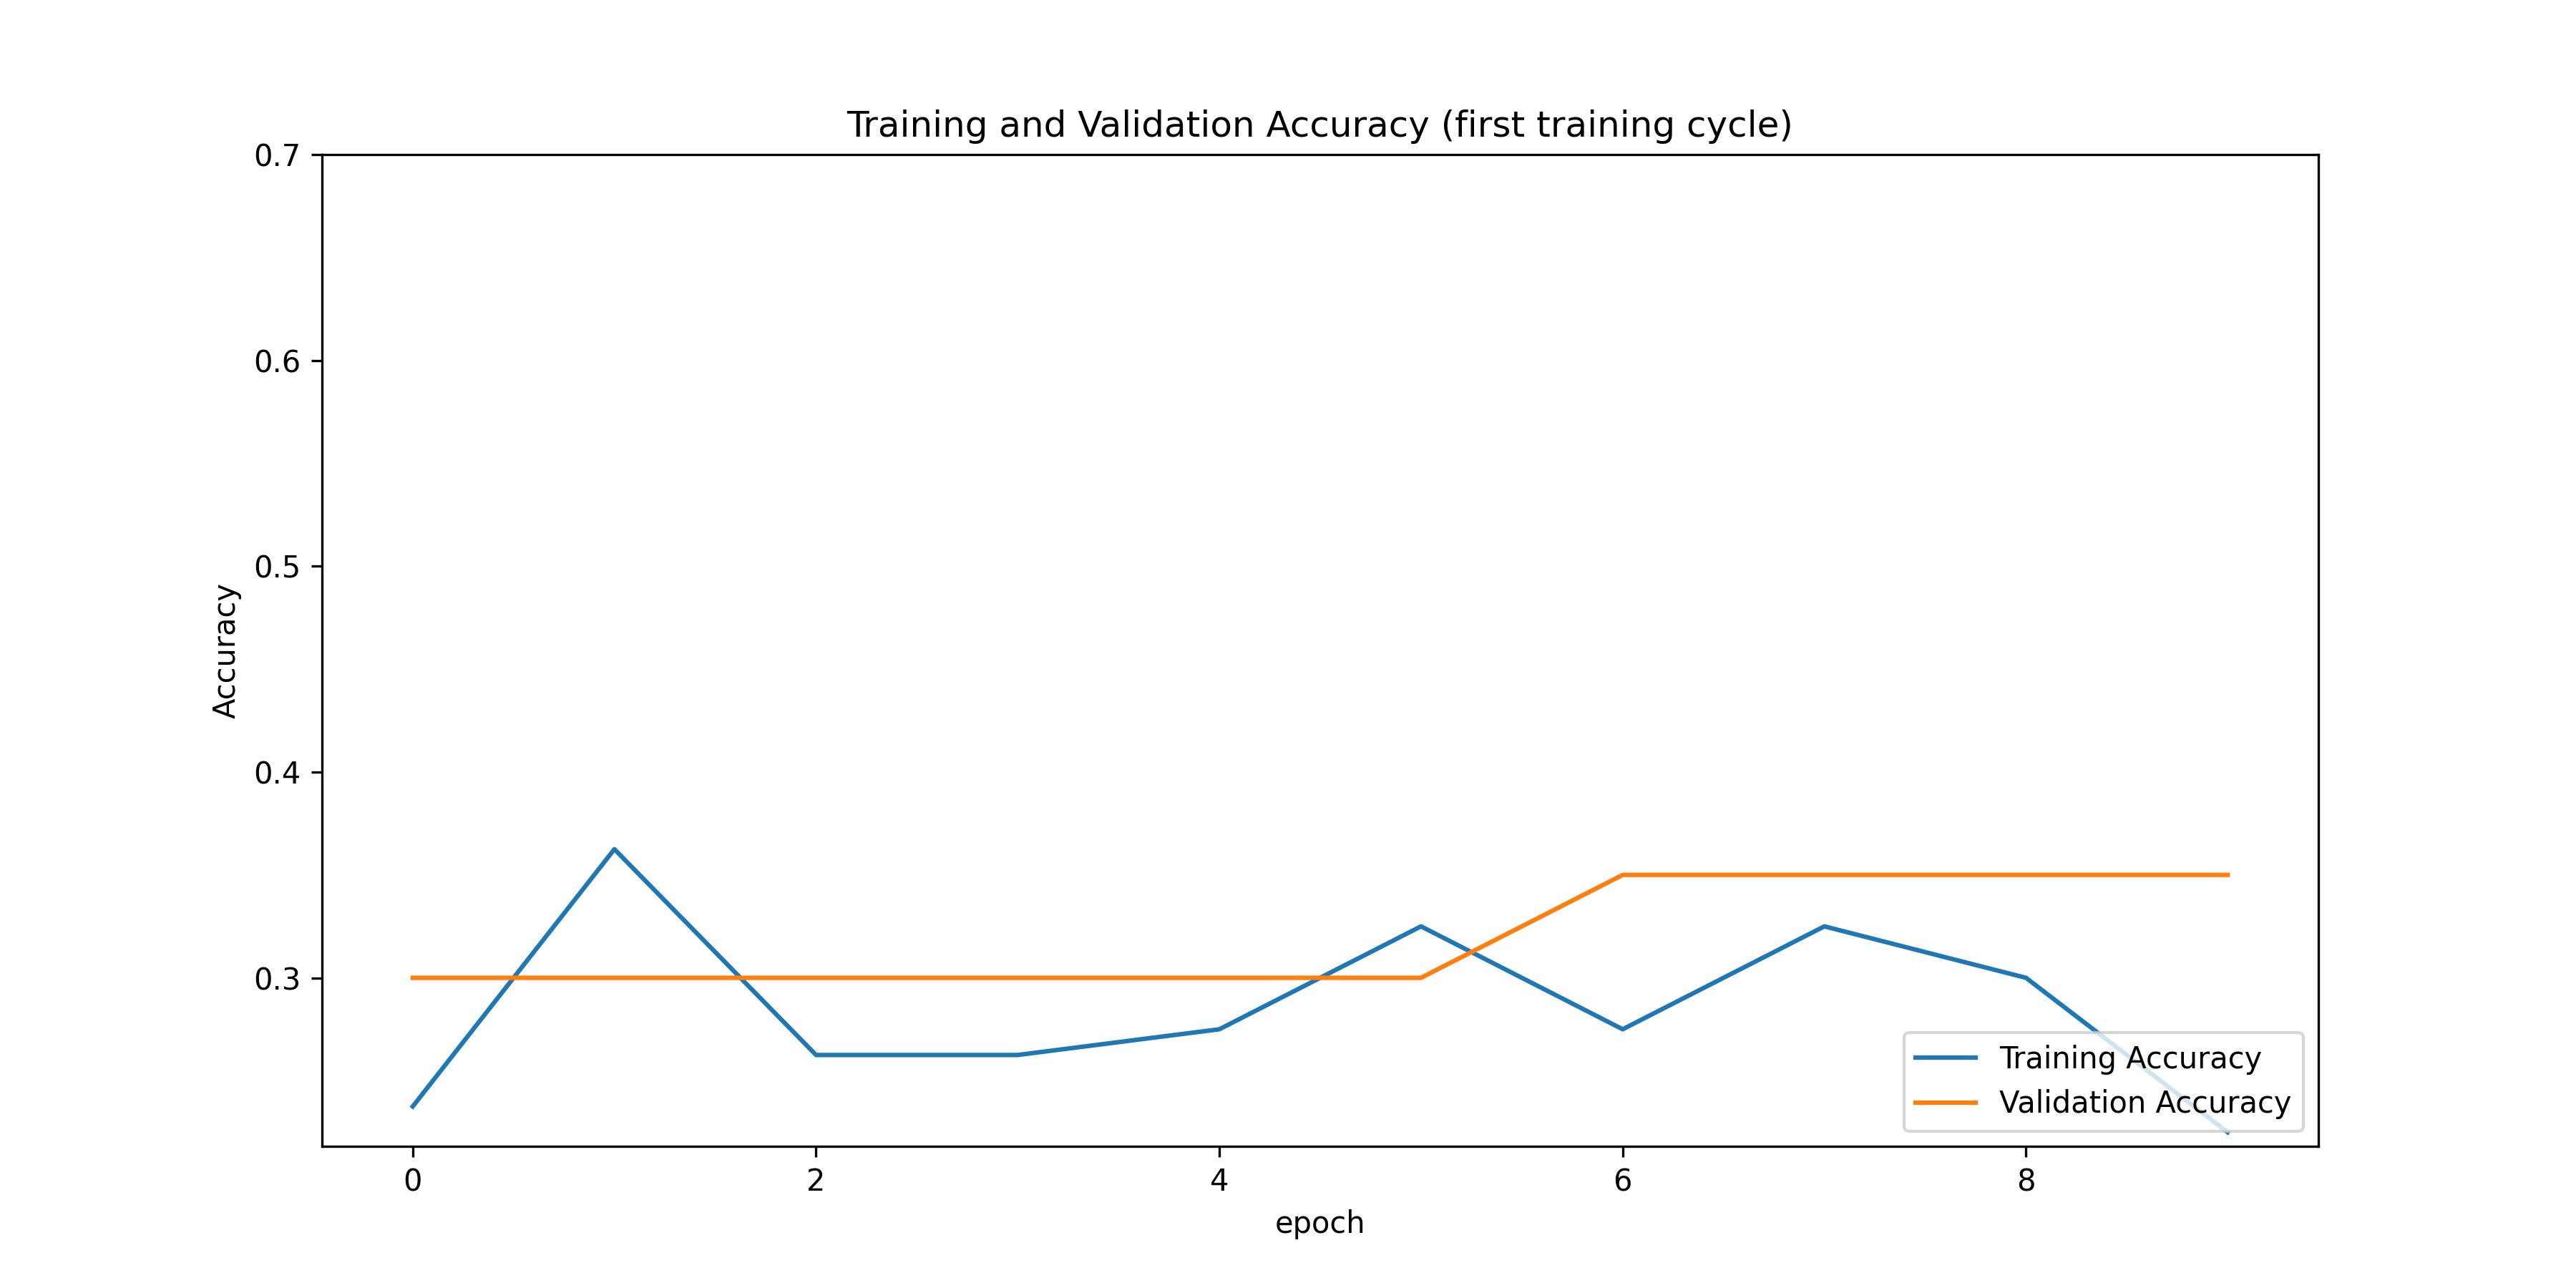 Training and Validation Accuracy (first training cycle)
0.7
0.6
0.5
0.4
0.3
Accuracy
Training Accuracy
Validation Accuracy
0 2 4 6 8
epoch